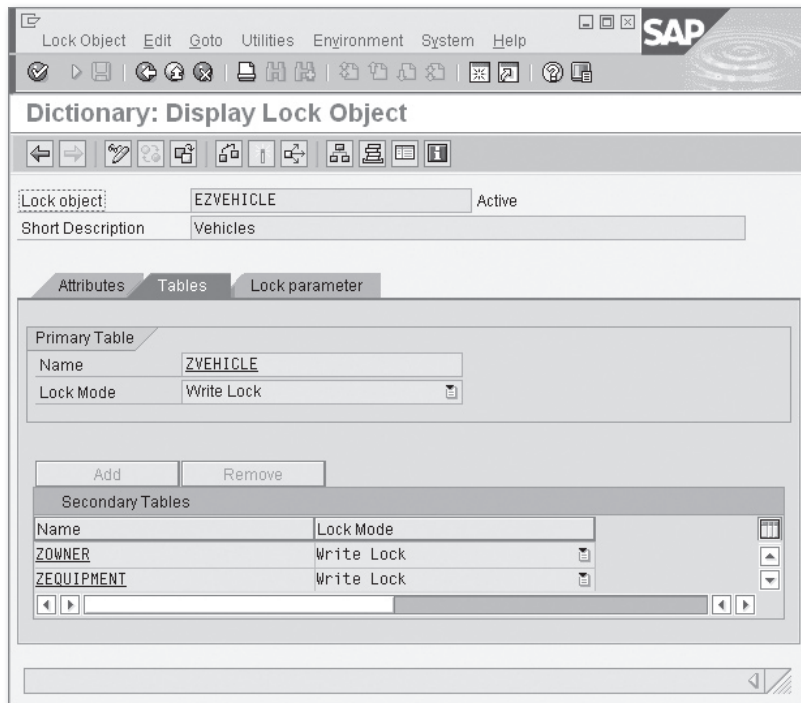 Lock Object Edit Goto Utilities Environment System Help
SAP
Dictionary: Display Lock Object
Lock object EZVEHICLE Active
Short Description Vehicles
Attributes Tables Lock parameter
Primary Table
Name ZVEHICLE
Lock Mode Write Lock
Add Remove
Secondary Tables
Name Lock Mode
ZOWNER Write Lock
ZEQUIPMENT Write Lock